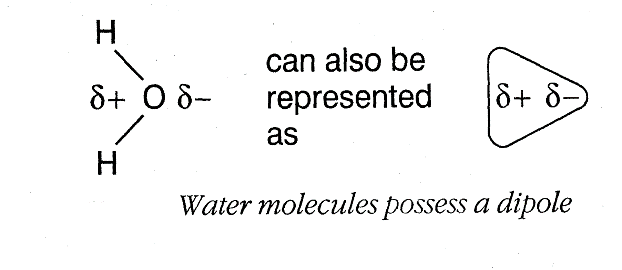 H
δ+ O δ−
H
can also be
represented
as
δ+ δ−
Water molecules possess a dipole